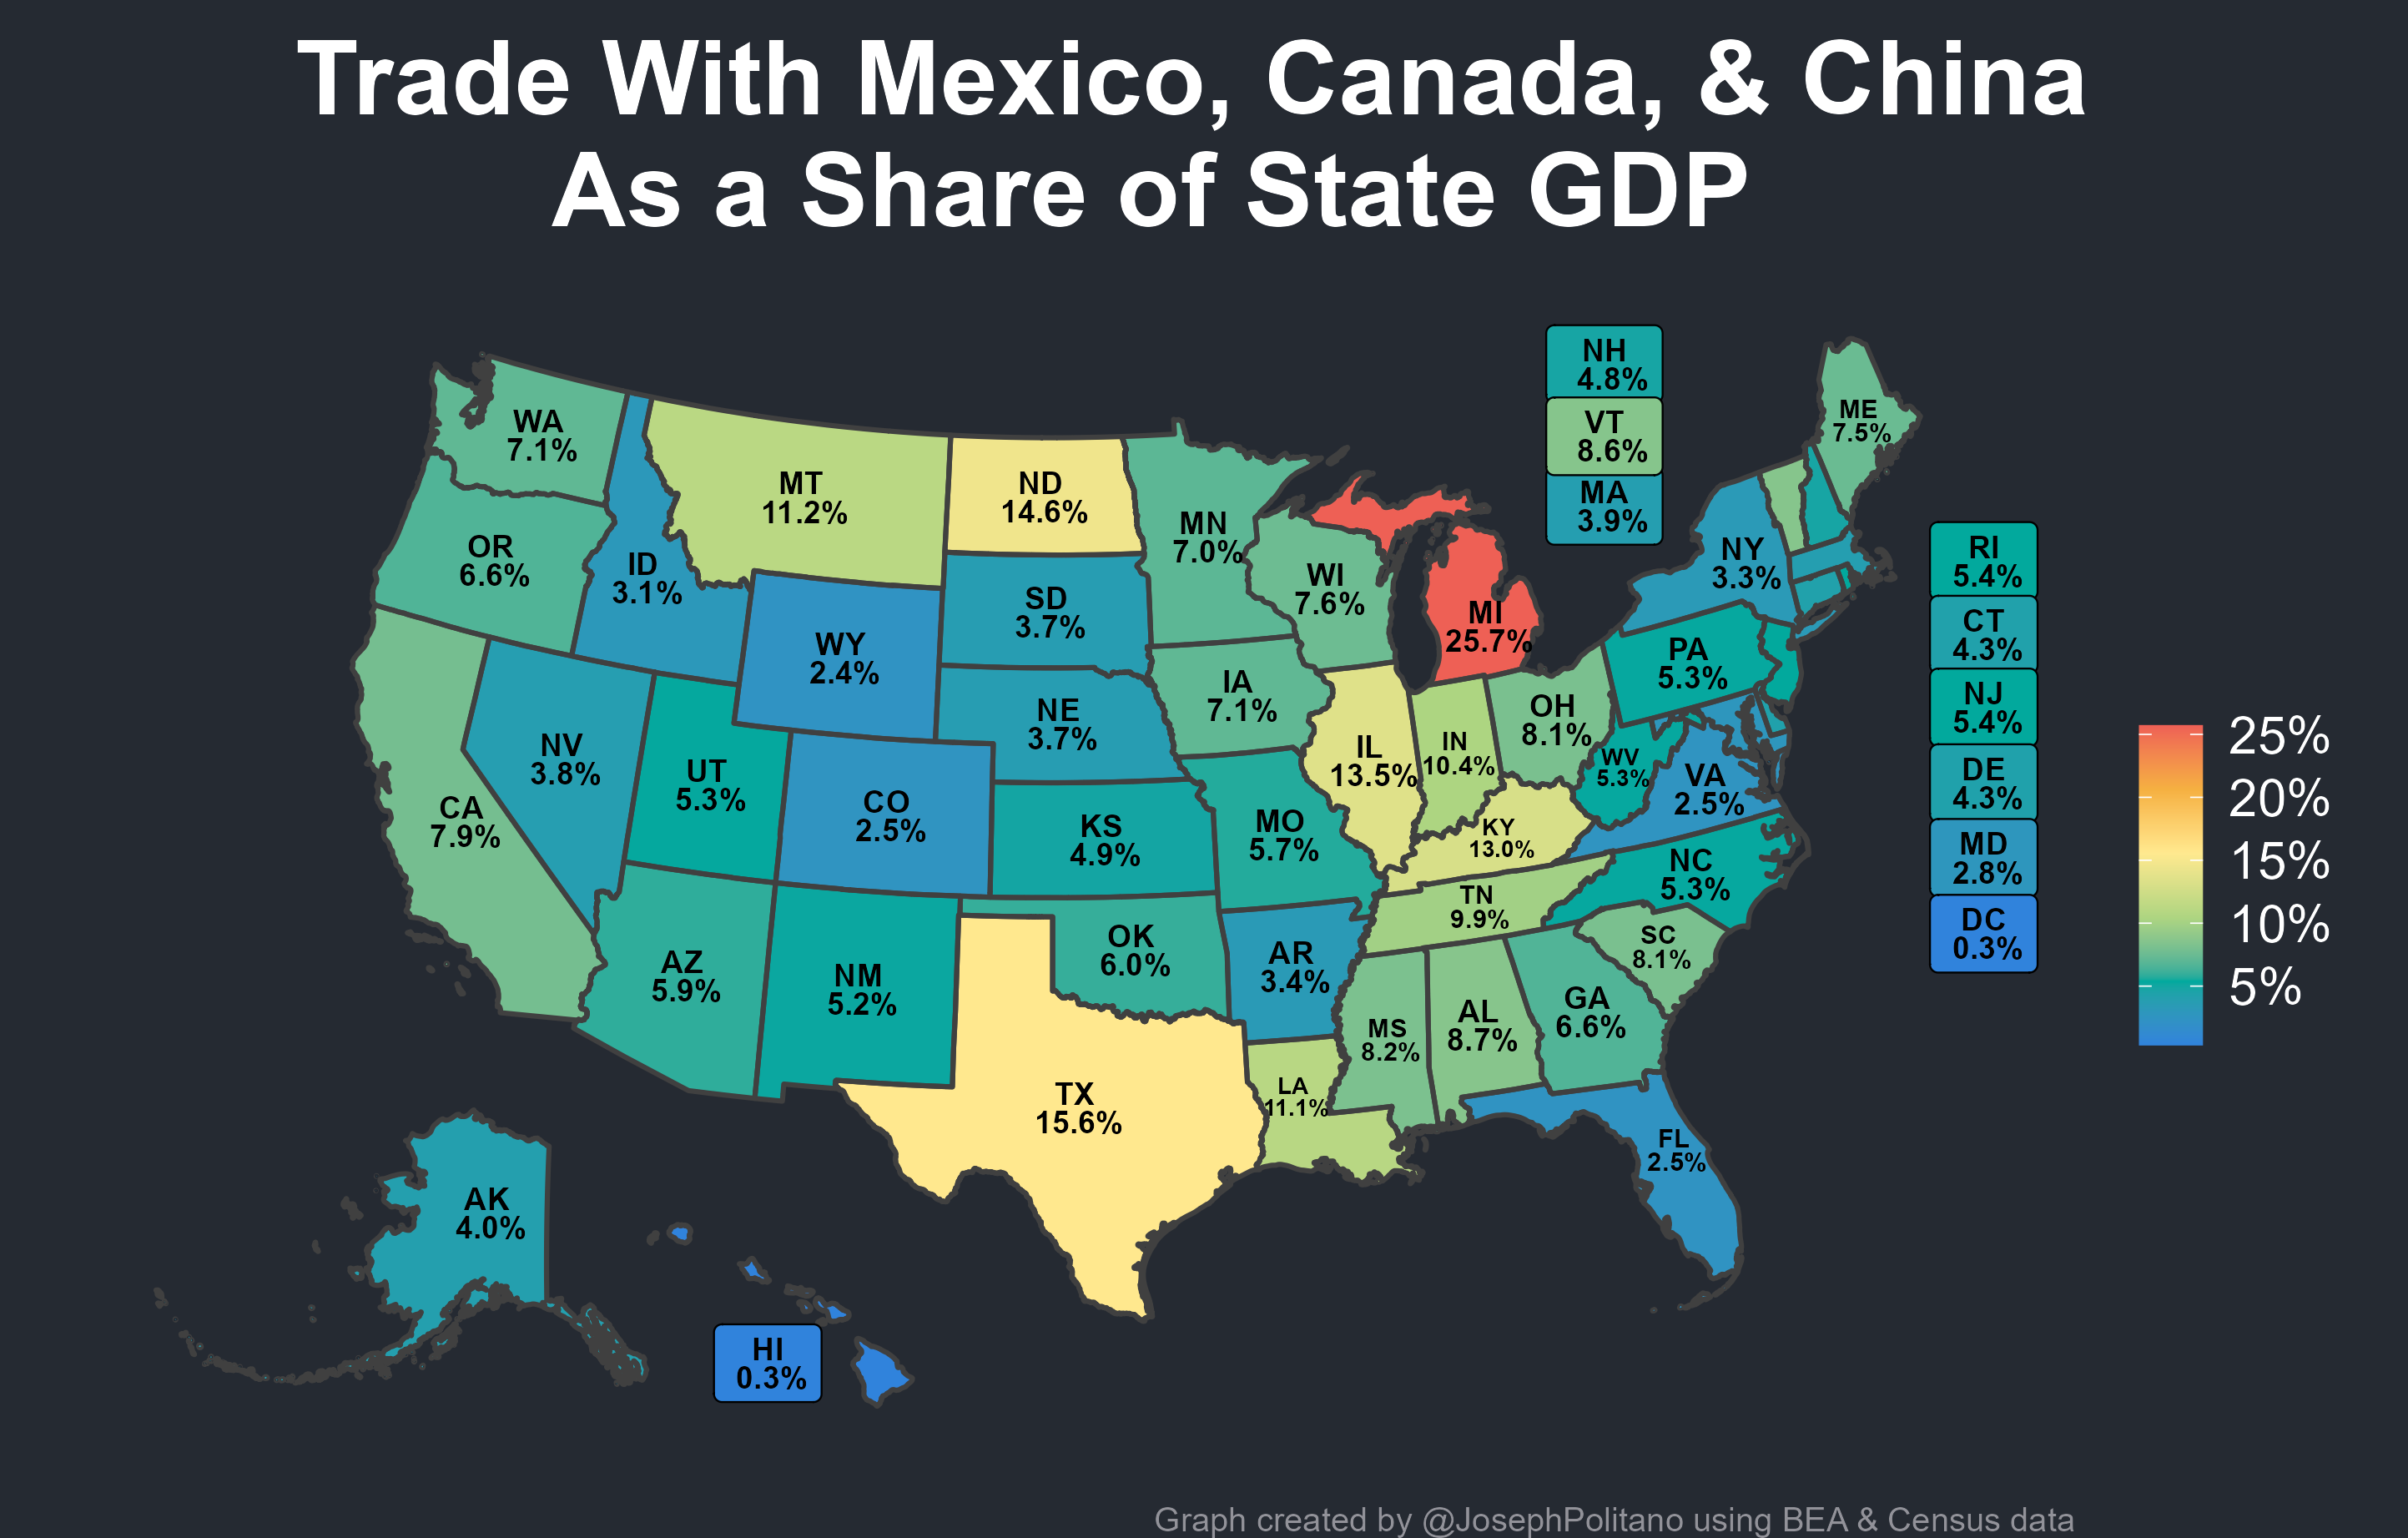 Trade With Mexico, Canada, & China
As a Share of State GDP
NH
4.8%
VT
8.6%
MA
3.9%
ME
7.5%
WA
7.1%
MT
11.2%
ND
14.6%
MN
7.0%
OR
6.6%
ID
3.1%
WY
2.4%
SD
3.7%
WI
7.6%
MI
25.7%
NY
3.3%
RI
5.4%
CT
4.3%
NJ
5.4%
DE
4.3%
MD
2.8%
DC
0.3%
PA
5.3%
IA
7.1%
NE
3.7%
NV
3.8%
UT
5.3%
CO
2.5%
CA
7.9%
KS
4.9%
MO
5.7%
IL
13.5%
IN
10.4%
OH
8.1%
WV
5.3%
VA
2.5%
KY
13.0%
NC
5.3%
TN
9.9%
SC
8.1%
AZ
5.9%
NM
5.2%
OK
6.0%
AR
3.4%
MS
8.2%
AL
8.7%
GA
6.6%
TX
15.6%
LA
11.1%
FL
2.5%
AK
4.0%
HI
0.3%
25%
20%
15%
10%
5%
Graph created by @JosephPolitano using BEA & Census data